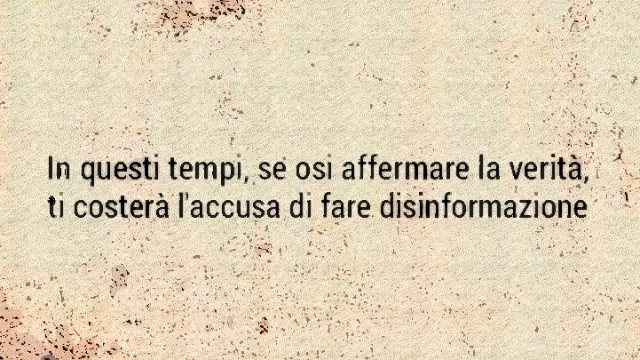 In questi tempi, se osi affermare la verità,
ti costerà l'accusa di fare disinformazione